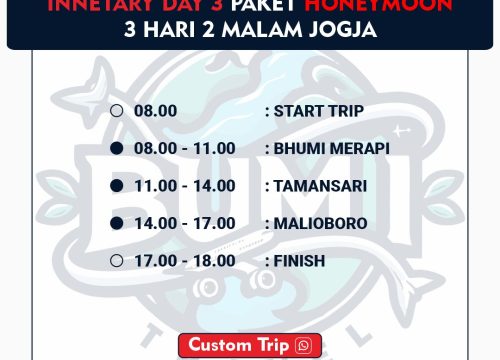 INNETARY DAY 3 PAKET HONEYMOON
3 HARI 2 MALAM JOGJA
08.00 : START TRIP
08.00 - 11.00 : BHUMI MERAPI
11.00 - 14.00 : TAMANSARI
14.00 - 17.00 : MALIOBORO
17.00 - 18.00 : FINISH
BUMI
Custom Trip